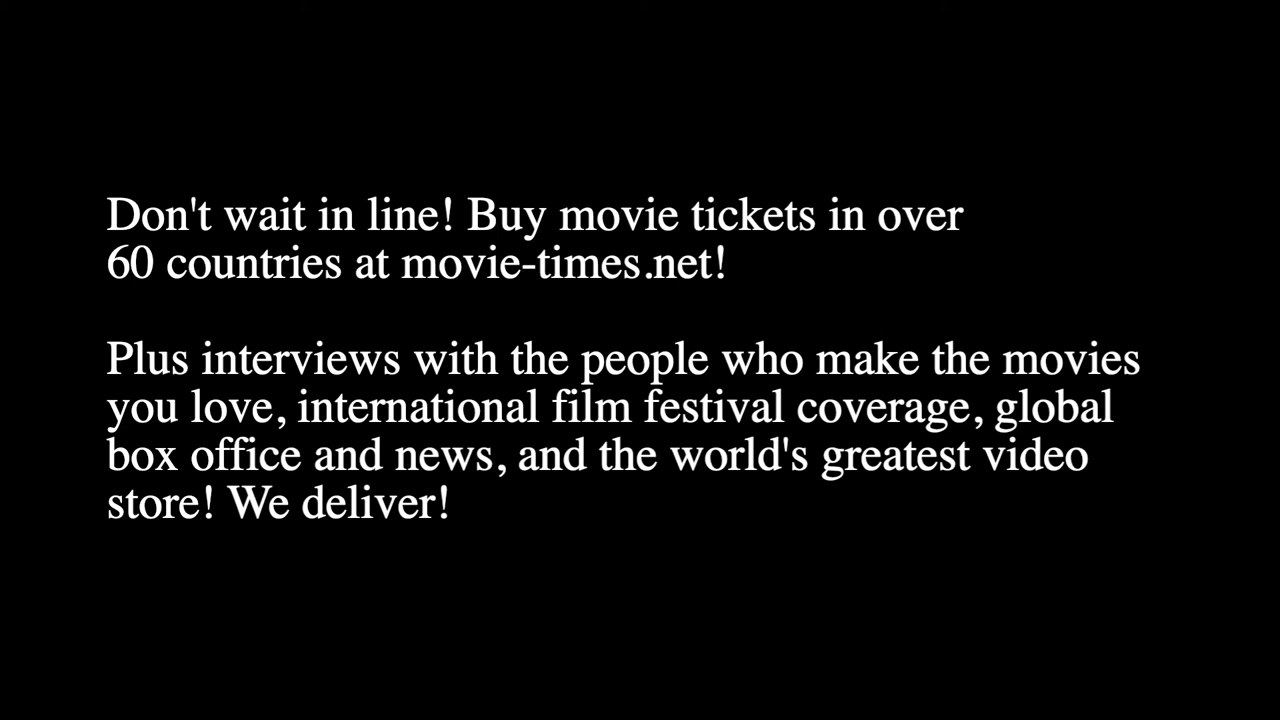 Don't wait in line! Buy movie tickets in over
60 countries at movie-times.net!
Plus interviews with the people who make the movies
you love, international film festival coverage, global
box office and news, and the world's greatest video
store! We deliver!